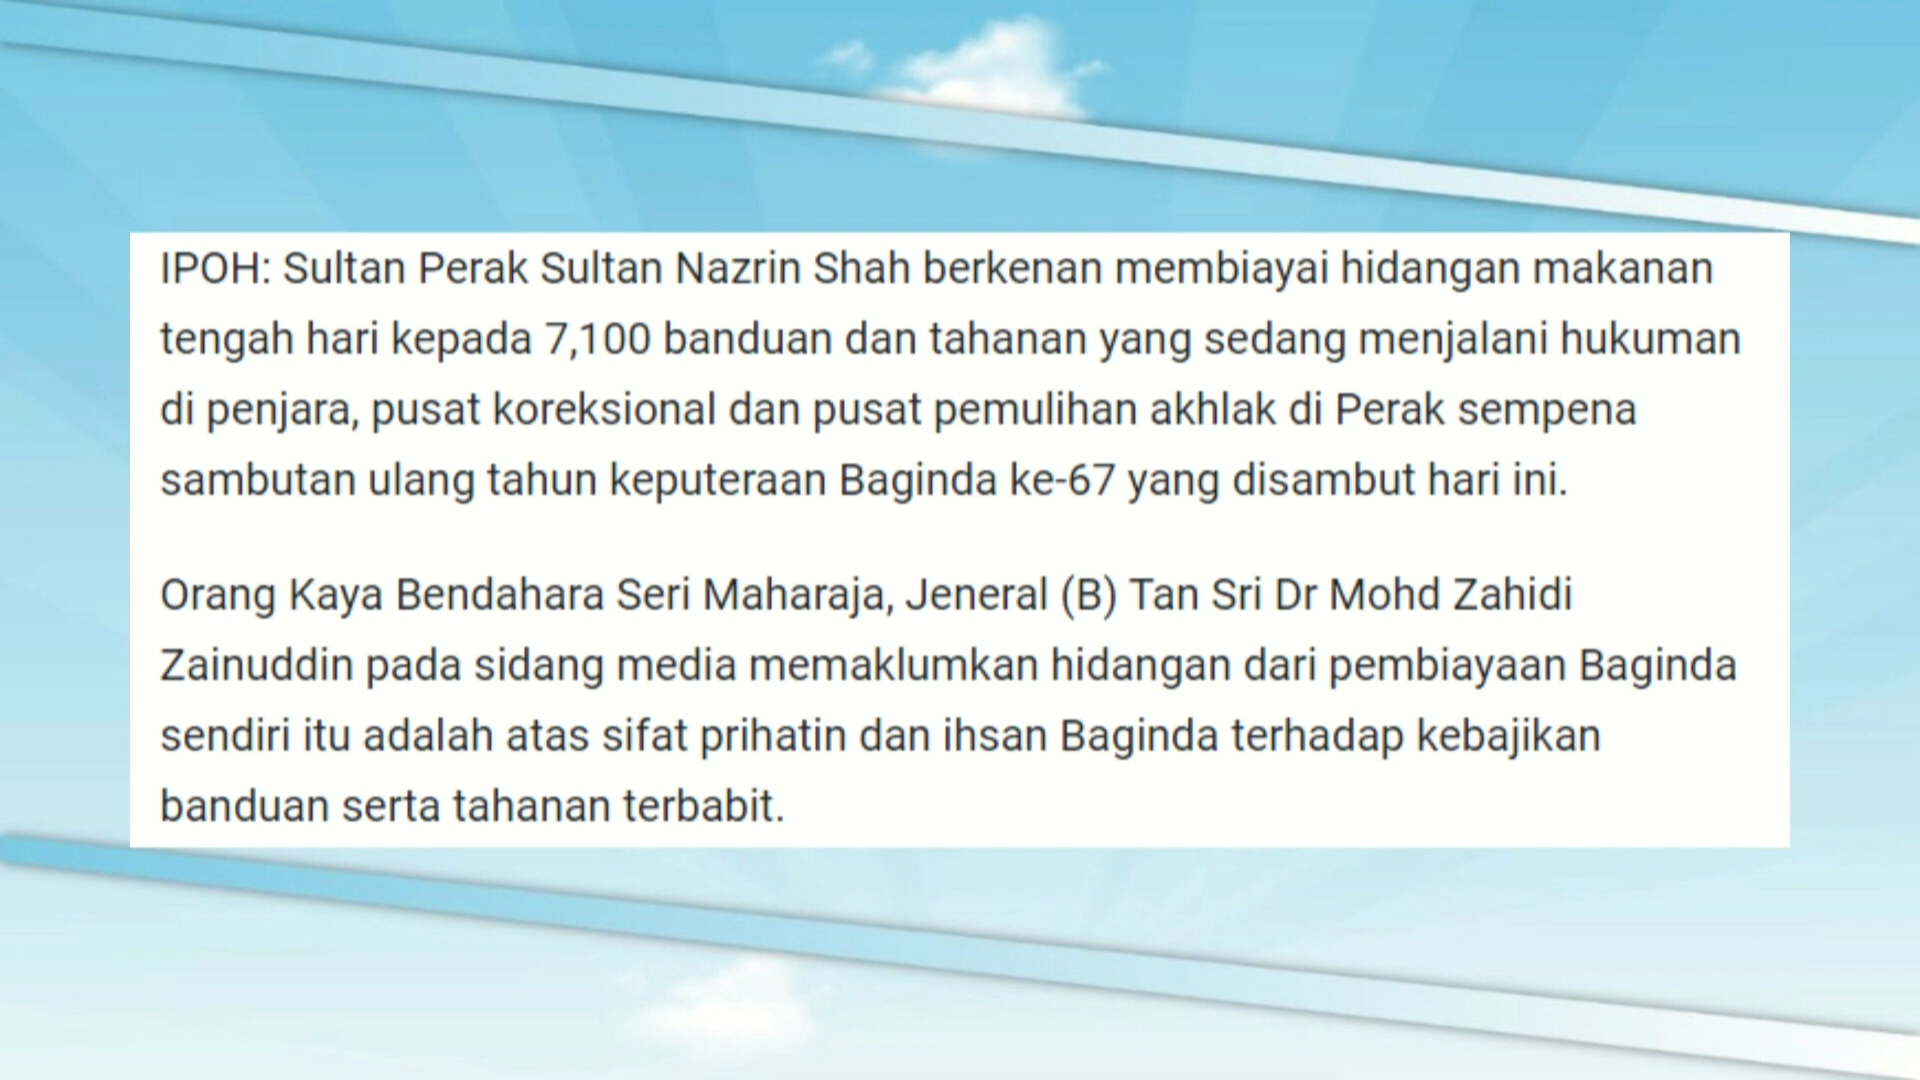 IPOH: Sultan Perak Sultan Nazrin Shah berkenan membiayai hidangan makanan
tengah hari kepada 7,100 banduan dan tahanan yang sedang menjalani hukuman
di penjara, pusat koreksional dan pusat pemulihan akhlak di Perak sempena
sambutan ulang tahun keputeraan Baginda ke-67 yang disambut hari ini.
Orang Kaya Bendahara Seri Maharaja, Jeneral (B) Tan Sri Dr Mohd Zahidi
Zainuddin pada sidang media memaklumkan hidangan dari pembiayaan Baginda
sendiri itu adalah atas sifat prihatin dan ihsan Baginda terhadap kebajikan
banduan serta tahanan terbabit.